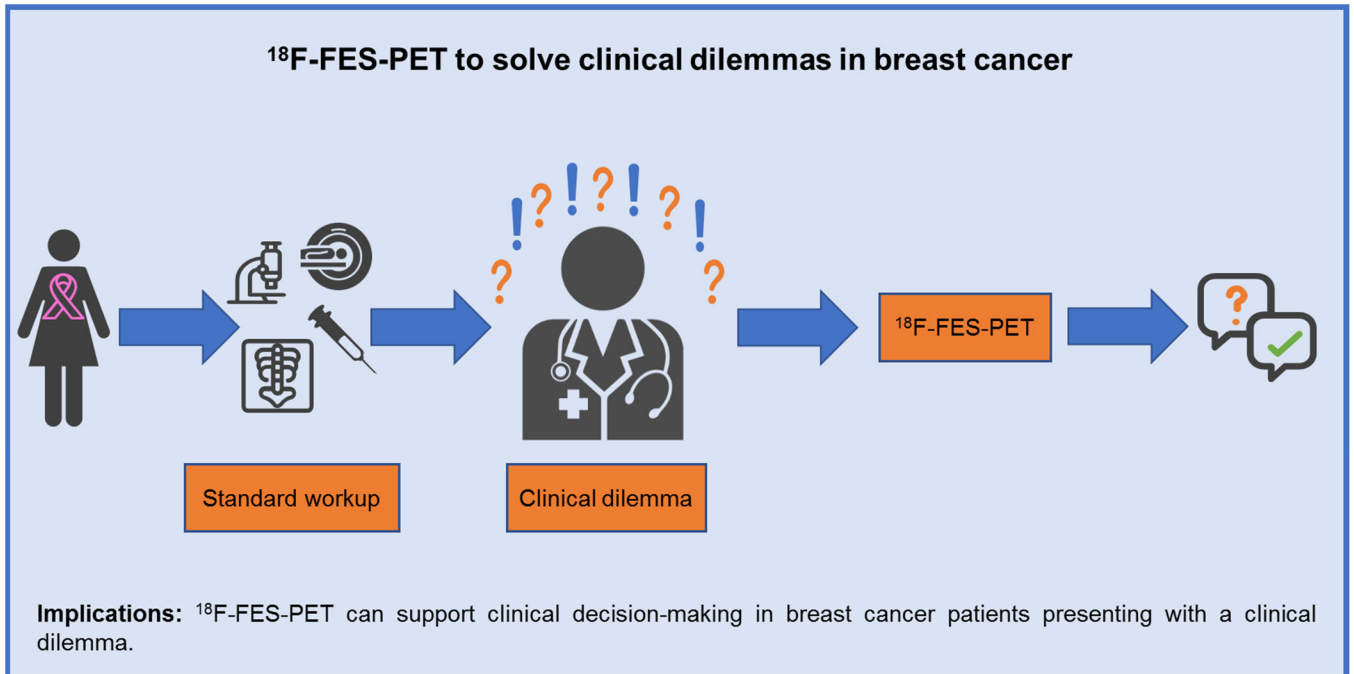 ¹⁸F-FES-PET to solve clinical dilemmas in breast cancer
¹⁸F-FES-PET
Standard workup
Clinical dilemma
Implications: ¹⁸F-FES-PET can support clinical decision-making in breast cancer patients presenting with a clinical
dilemma.